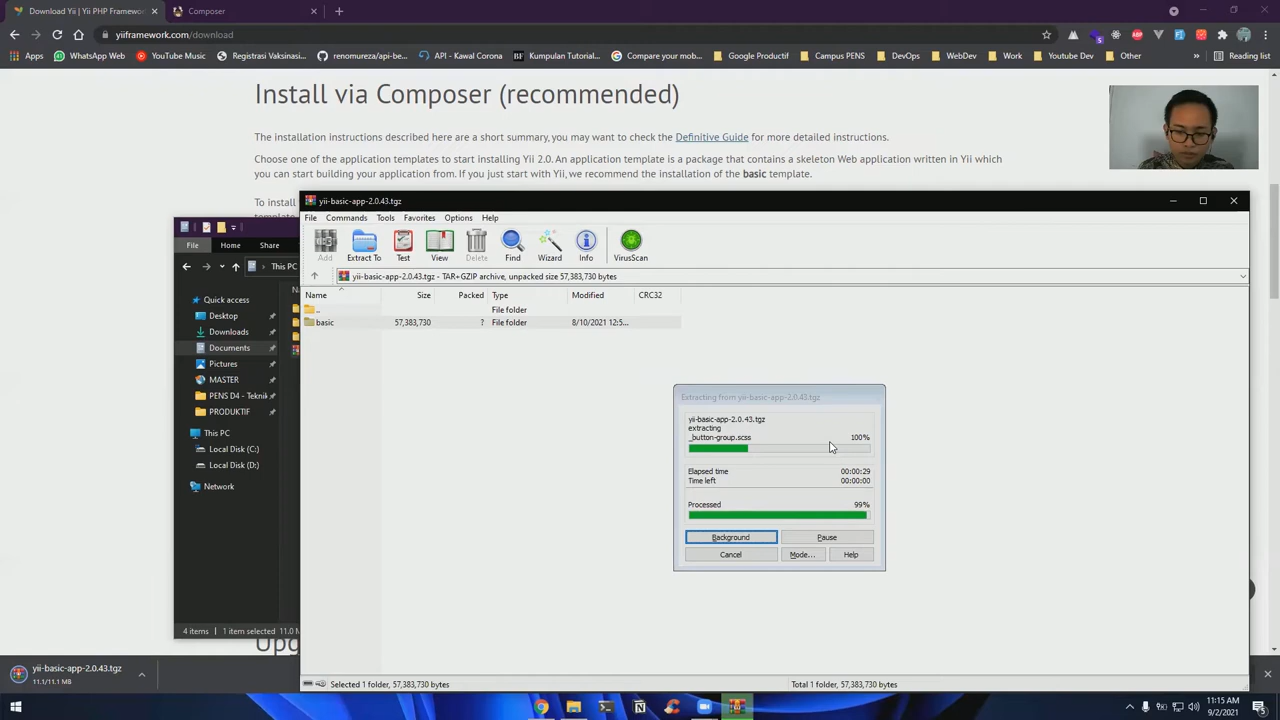 Download Yii | Yii PHP Framework
Composer
yiiframework.com/download
Apps
WhatsApp Web
YouTube Music
Registrasi Vaksinasi...
renomureza/api-be...
API - Kawal Corona
Kumpulan Tutorial...
Compare your mob...
Google Productif
Campus PENS
DevOps
WebDev
Work
Youtube Dev
Other
Reading list
Install via Composer (recommended)
The installation instructions described here are a short summary, you may want to check the Definitive Guide for more detailed instructions.
Choose one of the application templates to start installing Yii 2.0. An application template is a package that contains a skeleton Web application written in Yii which
you can start building your application from. If you just start with Yii, we recommend the installation of the basic template.
To install
yii-basic-app-2.0.43.tgz
File Commands Tools Favorites Options Help
Add
Extract To
Test
View
Delete
Find
Wizard
Info
VirusScan
yii-basic-app-2.0.43.tgz - TAR+GZIP archive, unpacked size 57,383,730 bytes
Name Size Packed Type Modified CRC32
.. File folder
basic 57,383,730 ? File folder 8/10/2021 12:5...
File Home Share
This PC
Quick access
Desktop
Downloads
Documents
Pictures
MASTER
PENS D4 - Teknik
PRODUKTIF
This PC
Local Disk (C:)
Local Disk (D:)
Network
4 items 1 item selected 11.0 M
Extracting from yii-basic-app-2.0.43.tgz
yii-basic-app-2.0.43.tgz
extracting
_button-group.scss 100%
Elapsed time 00:00:29
Time left 00:00:00
Processed 99%
Background
Pause
Cancel
Mode...
Help
Selected 1 folder, 57,383,730 bytes
Total 1 folder, 57,383,730 bytes
yii-basic-app-2.0.43.tgz
11.1/11.1 MB
11:15 AM
9/2/2021